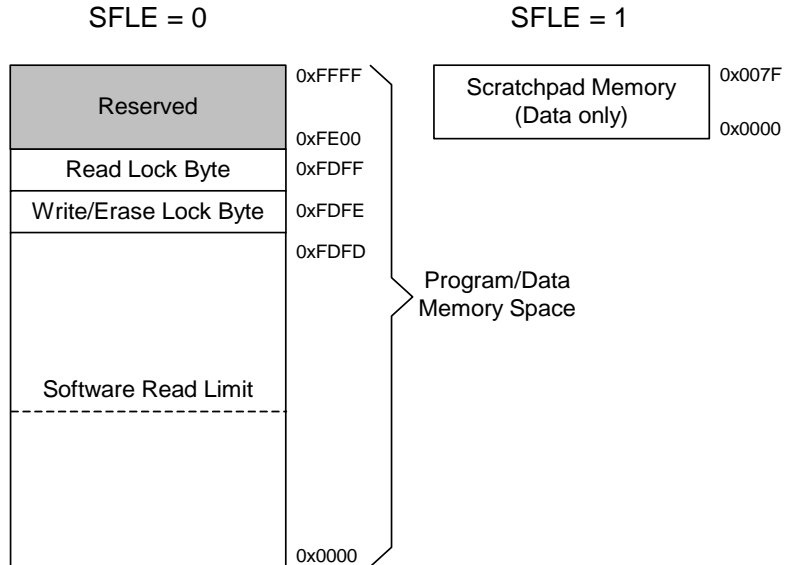 SFLE = 0
SFLE = 1
Reserved
0xFFFF
0xFE00
Read Lock Byte
0xFDFF
Write/Erase Lock Byte
0xFDFE
0xFDFD
Software Read Limit
0x0000
Program/Data
Memory Space
Scratchpad Memory
(Data only)
0x007F
0x0000